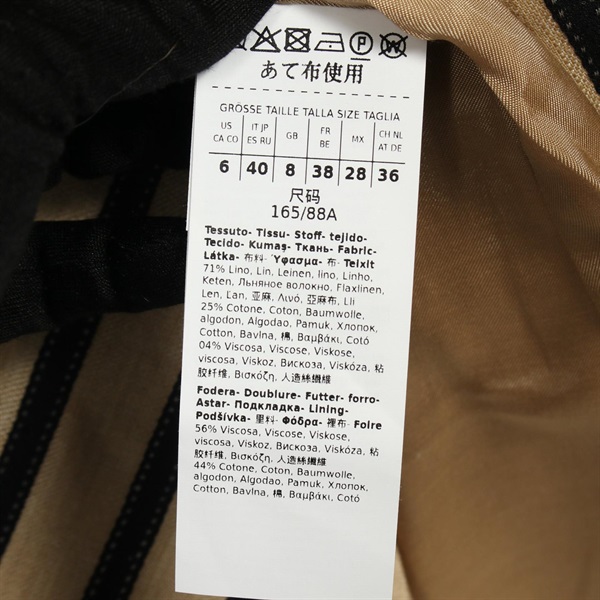 あて布使用
GRÖSSE TAILLE TALLA SIZE TAGLIA
US CA CO
IT JP ES RU
GB
FR BE
MX
CH NL AT DE
6 40 8 38 28 36
尺码
165/88A
Tessuto- Tissu- Stoff- tejido-
Tecido- Kumaş- Ткань- Fabric-
Látka- 布料- Ύφασμα- 布- Teixit
71% Lino, Lin, Leinen, lino, Linho,
Keten, Льняное волокно, Flaxlinen,
Len, Ľan, 亚麻, Λινό, 亞麻布, Lli
25% Cotone, Coton, Baumwolle,
algodon, Algodao, Pamuk, Хлопок,
Cotton, Bavlna, 棉, Βαμβάκι, Cotó
04% Viscosa, Viscose, Viskose,
viscosa, Viskoz, Вискоза, Viskóza, 粘
胶纤维, Βισκόζη, 人造絲纖維
Fodera- Doublure- Futter- forro-
Astar- Подкладка- Lining-
Podšívka- 里料- Φόδρα- 裡布- Foire
56% Viscosa, Viscose, Viskose,
viscosa, Viskoz, Вискоза, Viskóza, 粘
胶纤维, Βισκόζη, 人造絲纖維
44% Cotone, Coton, Baumwolle,
algodon, Algodao, Pamuk, Хлопок,
Cotton, Bavlna, 棉, Βαμβάκι, Cotó